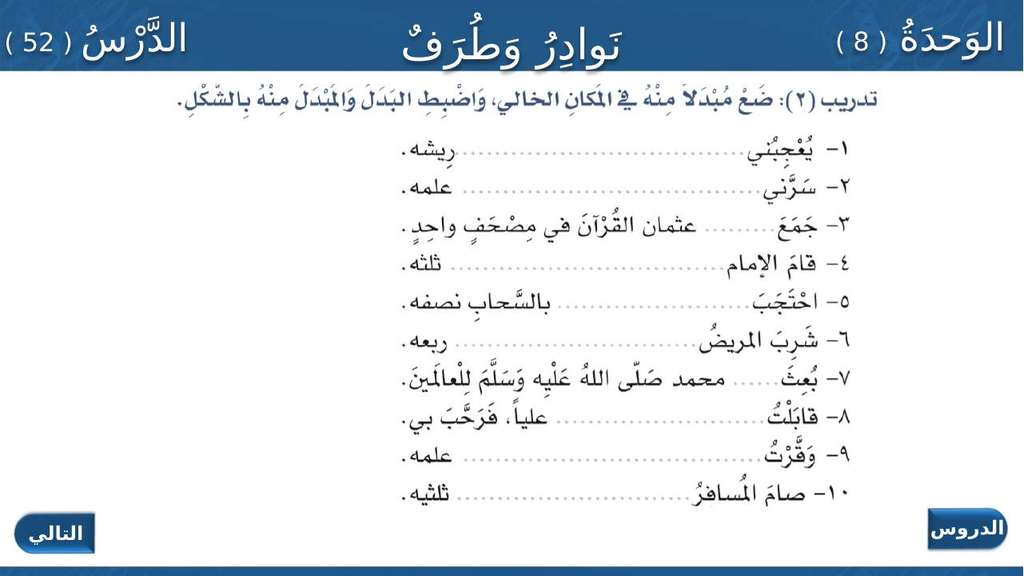 الوَحدَةُ ( 8 )
نَوادِرُ وَطُرَفٌ
الدَّرْسُ ( 52 )
تدريب (٢): ضَعْ مُبْدَلاً مِنْهُ في المَكانِ الخالي، وَاضْبِطِ البَدَلَ وَالمُبْدَلَ مِنْهُ بِالشَّكْلِ.
١- يُعْجِبُني.................................رِيشه.
٢- سَرَّني..................................... علمه.
٣- جَمَعَ......... عثمان القُرْآنَ في مِصْحَفٍ واحِدٍ.
٤- قامَ الإمام.................................. ثلثه.
٥- احْتَجَبَ........................ بالسَّحابِ نصفه.
٦- شَرِبَ المريضُ.............................. ربعه.
٧- بُعِثَ...... محمد صَلّى اللهُ عَلَيْهِ وَسَلَّمَ لِلْعالَمينَ.
٨- قابَلْتُ.......................... علياً، فَرَحَّبَ بي.
٩- وَقَّرْتُ..................................... علمه.
١٠- صامَ المُسافرُ............................. ثلثيه.
الدروس
التالي